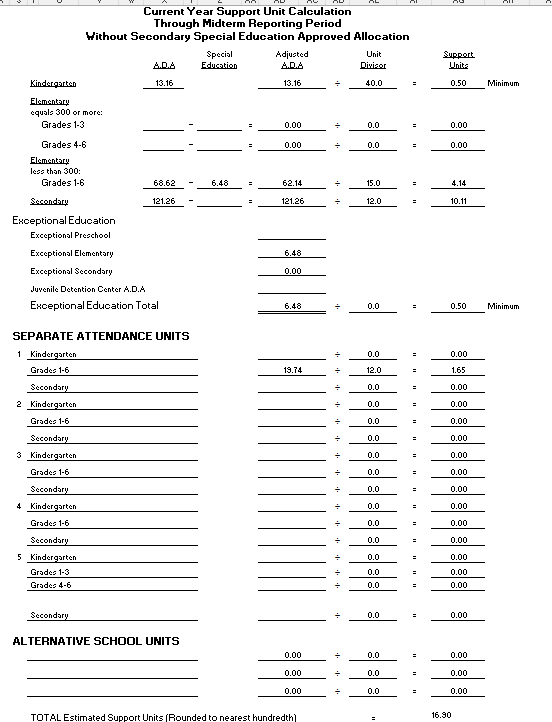 Current Year Support Unit Calculation
Through Midterm Reporting Period
Without Secondary Special Education Approved Allocation
Special Adjusted Unit Support
A.D.A Education A.D.A Divisor Units
Kindergarten 13.16 13.16 ÷ 40.0 = 0.50 Minimum
Elementary
equals 300 or more:
Grades 1-3 - = 0.00 ÷ 0.0 = 0.00
Grades 4-6 - = 0.00 ÷ 0.0 = 0.00
Elementary
less than 300:
Grades 1-6 68.62 - 6.48 = 62.14 ÷ 15.0 = 4.14
Secondary 121.26 - = 121.26 ÷ 12.0 = 10.11
Exceptional Education
Exceptional Preschool
Exceptional Elementary 6.48
Exceptional Secondary 0.00
Juvenile Detention Center A.D.A
Exceptional Education Total 6.48 ÷ 0.0 = 0.50 Minimum
SEPARATE ATTENDANCE UNITS
1 Kindergarten ÷ 0.0 = 0.00
Grades 1-6 19.74 ÷ 12.0 = 1.65
Secondary ÷ 0.0 = 0.00
2 Kindergarten ÷ 0.0 = 0.00
Grades 1-6 ÷ 0.0 = 0.00
Secondary ÷ 0.0 = 0.00
3 Kindergarten ÷ 0.0 = 0.00
Grades 1-6 ÷ 0.0 = 0.00
Secondary ÷ 0.0 = 0.00
4 Kindergarten ÷ 0.0 = 0.00
Grades 1-6 ÷ 0.0 = 0.00
Secondary ÷ 0.0 = 0.00
5 Kindergarten ÷ 0.0 = 0.00
Grades 1-3 ÷ 0.0 = 0.00
Grades 4-6 ÷ 0.0 = 0.00
Secondary ÷ 0.0 = 0.00
ALTERNATIVE SCHOOL UNITS
0.00 ÷ 0.0 = 0.00
0.00 ÷ 0.0 = 0.00
0.00 ÷ 0.0 = 0.00
TOTAL Estimated Support Units (Rounded to nearest hundredth) = 16.90